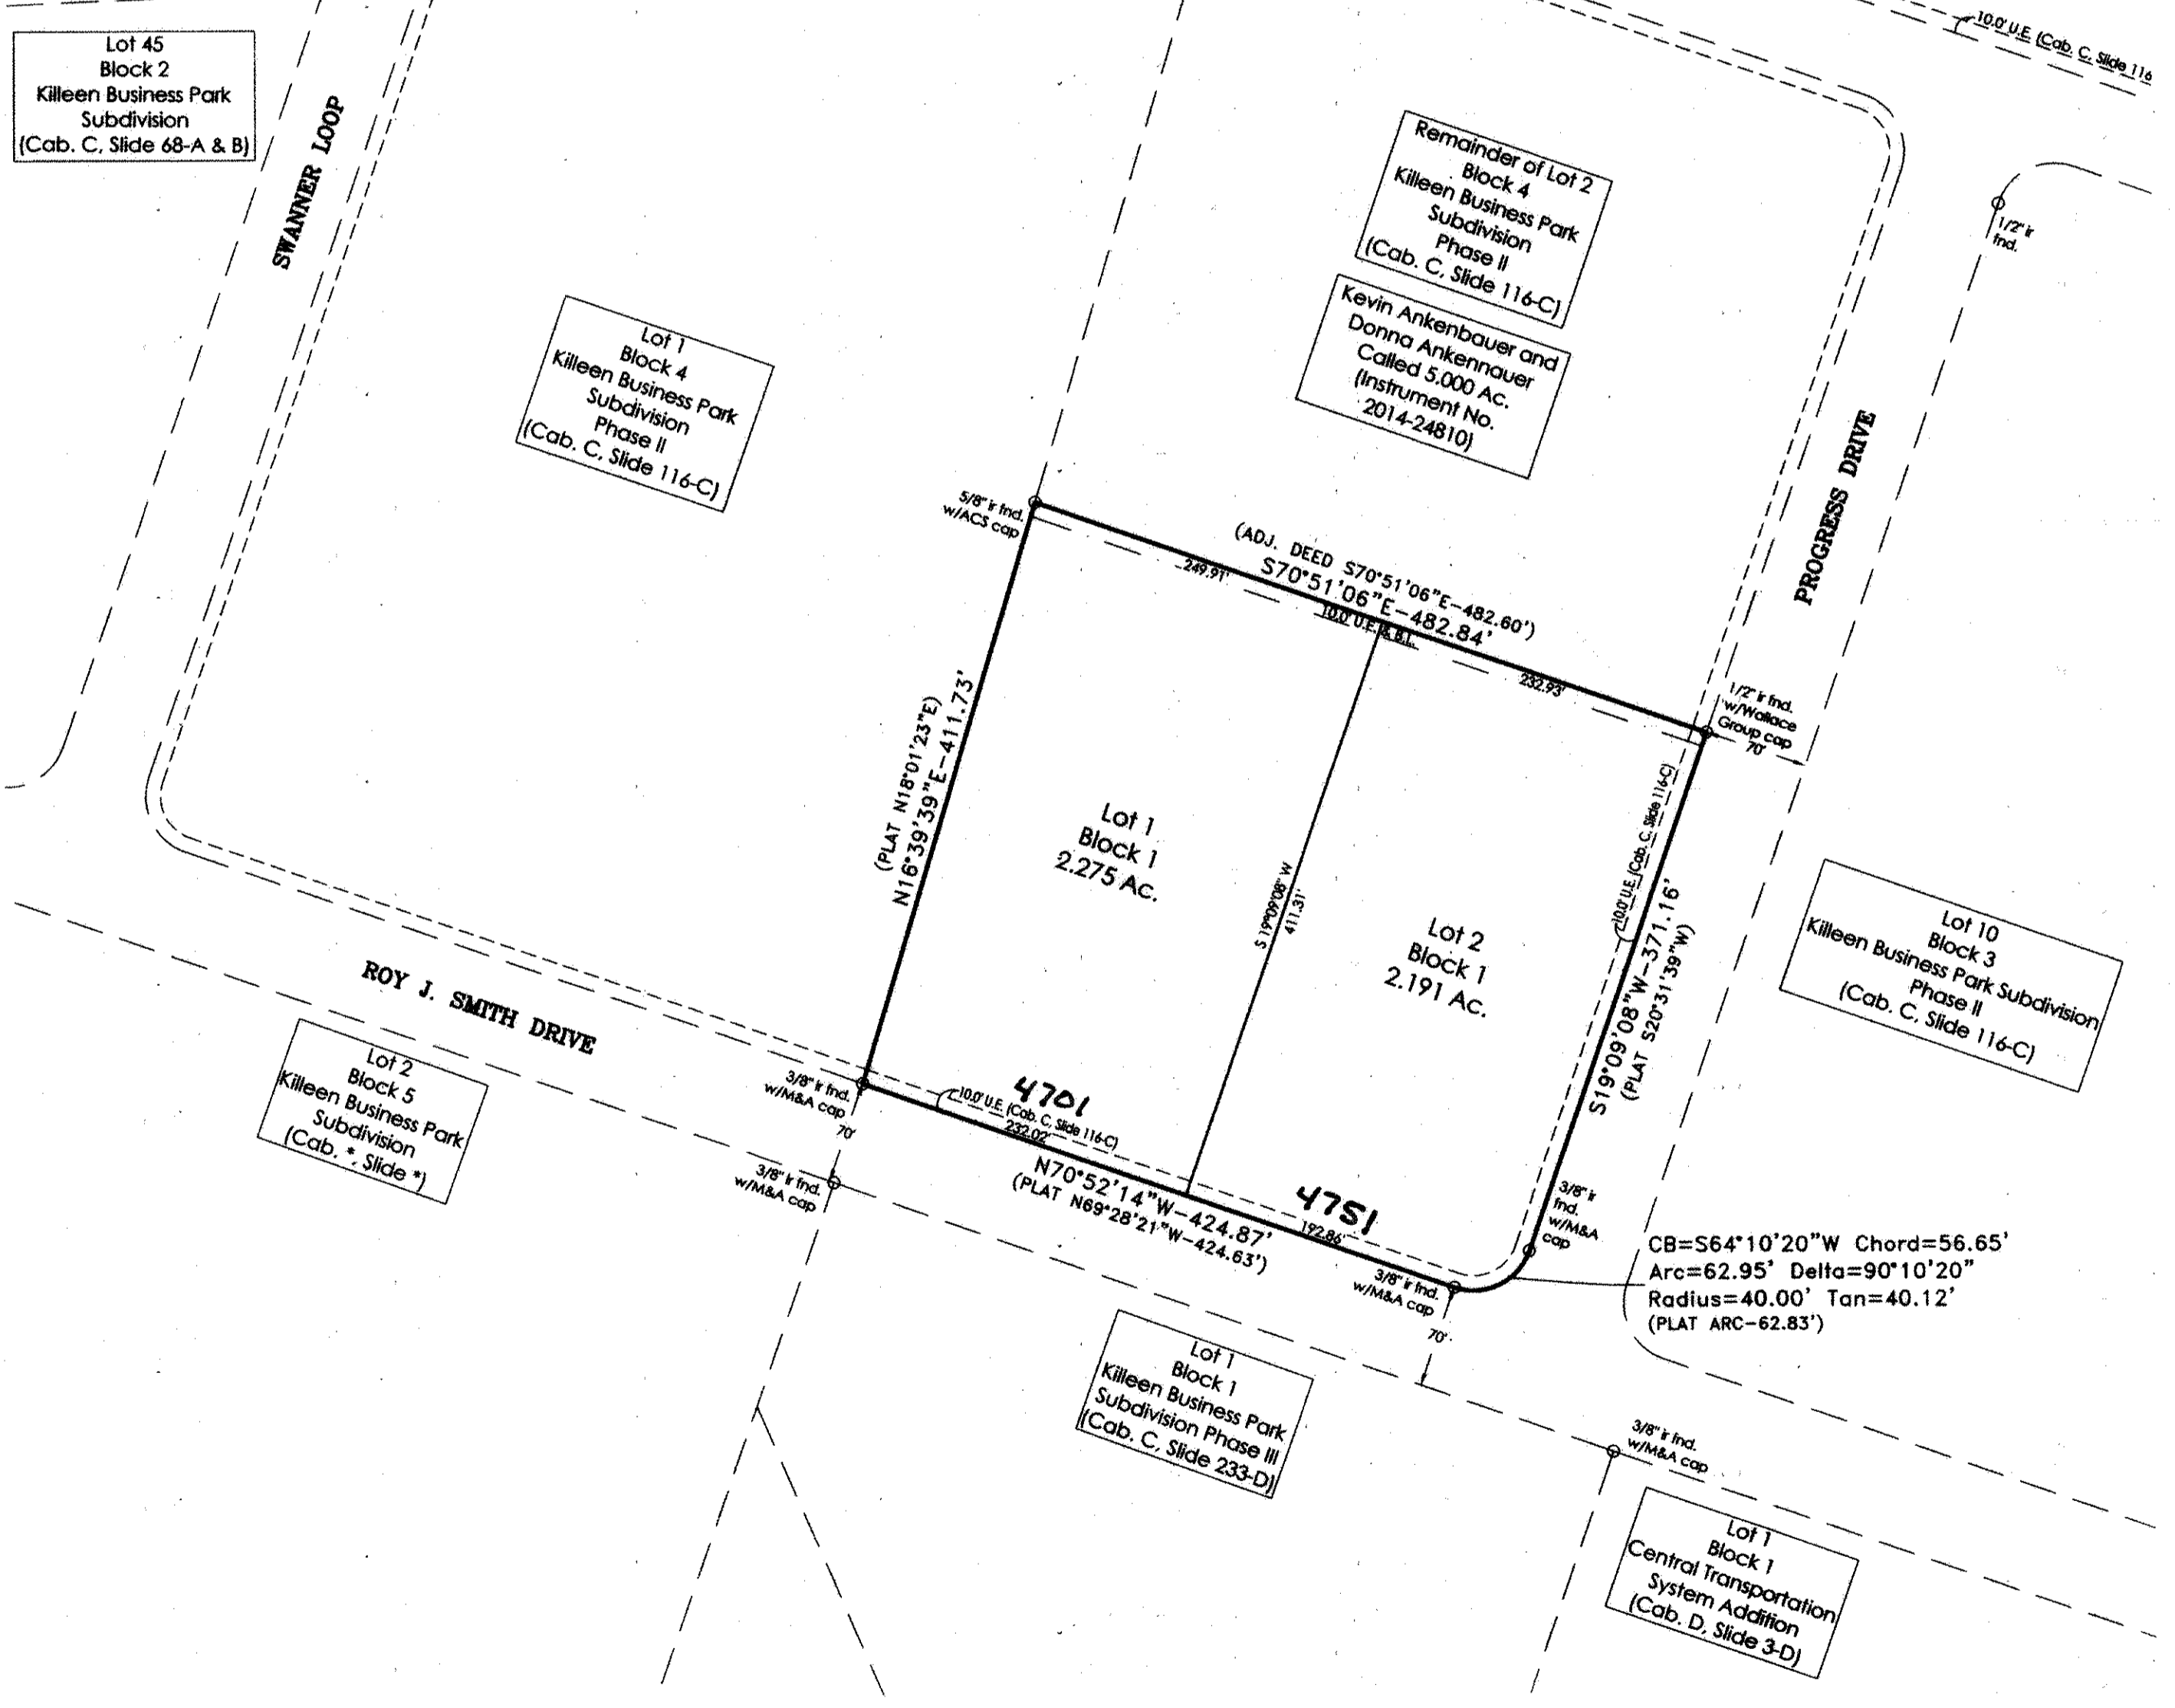 10.0' U.E. (Cab. C, Slide 116
Lot 45
Block 2
Killeen Business Park
Subdivision
(Cab. C, Slide 68-A & B)
SWANNER LOOP
Remainder of Lot 2
Block 4
Killeen Business Park
Subdivision
Phase II
(Cab. C, Slide 116-C)
1/2" ir
fnd.
Kevin Ankenbauer and
Donna Ankennauer
Called 5.000 Ac.
(Instrument No.
2014-24810)
Lot 1
Block 4
Killeen Business Park
Subdivision
Phase II
(Cab. C, Slide 116-C)
PROGRESS DRIVE
5/8" ir fnd.
w/ACS cap
(ADJ. DEED S70°51'06"E-482.60')
S70°51'06"E-482.84'
249.91'
10.0' U.E. & B.L.
232.93'
1/2" ir fnd.
w/Wallace
Group cap
70'
(PLAT N18°01'23"E)
N16°39'39"E-411.73'
Lot 1
Block 1
2.275 Ac.
S 19°09'08" W
411.31'
Lot 2
Block 1
2.191 Ac.
10.0' U.E. (Cab. C, Slide 116-C)
S19°09'08"W-371.16'
(PLAT S20°31'39"W)
Lot 10
Block 3
Killeen Business Park Subdivision
Phase II
(Cab. C, Slide 116-C)
ROY J. SMITH DRIVE
Lot 2
Block 5
Killeen Business Park
Subdivision
(Cab. *, Slide *)
3/8" ir fnd.
w/M&A cap
70'
3/8" ir fnd.
w/M&A cap
4701
10.0' U.E. (Cab. C, Slide 116-C)
232.02'
N70°52'14"W-424.87'
(PLAT N69°28'21"W-424.63')
4751
192.86'
3/8" ir fnd.
w/M&A cap
70'
3/8" ir
fnd.
w/M&A
cap
CB=S64°10'20"W Chord=56.65'
Arc=62.95' Delta=90°10'20"
Radius=40.00' Tan=40.12'
(PLAT ARC-62.83')
Lot 1
Block 1
Killeen Business Park
Subdivision Phase III
(Cab. C, Slide 233-D)
3/8" ir fnd.
w/M&A cap
Lot 1
Block 1
Central Transportation
System Addition
(Cab. D, Slide 3-D)